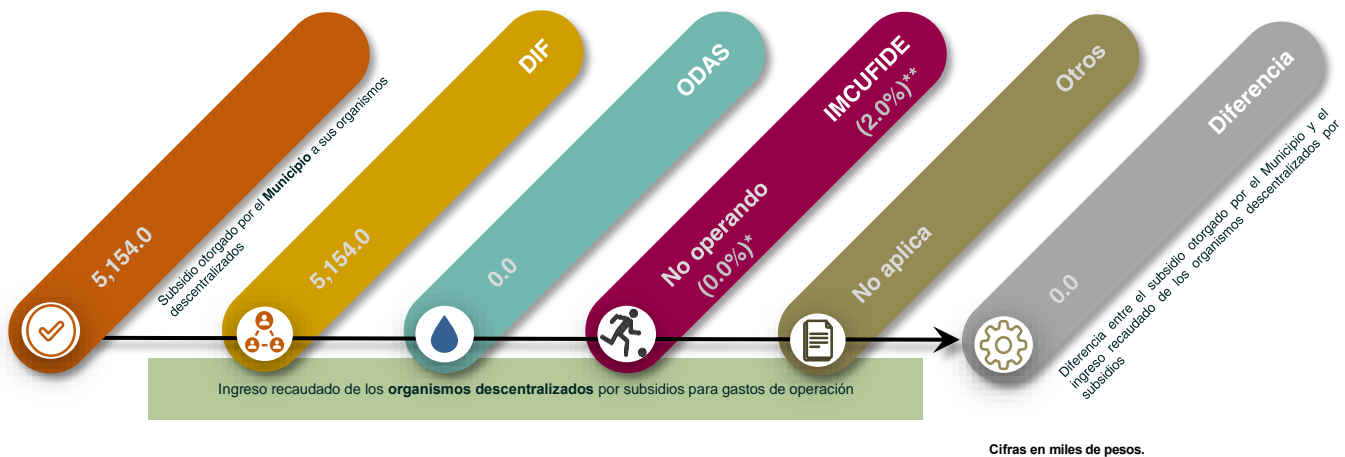 5,154.0
Subsidio otorgado por el Municipio a sus organismos
descentralizados
DIF
5,154.0
ODAS
0.0
IMCUFIDE
(2.0%)**
No operando
(0.0%)*
Otros
No aplica
Diferencia
0.0
Diferencia entre el subsidio otorgado por el Municipio y el
ingreso recaudado de los organismos descentralizados por
subsidios
Ingreso recaudado de los organismos descentralizados por subsidios para gastos de operación
Cifras en miles de pesos.